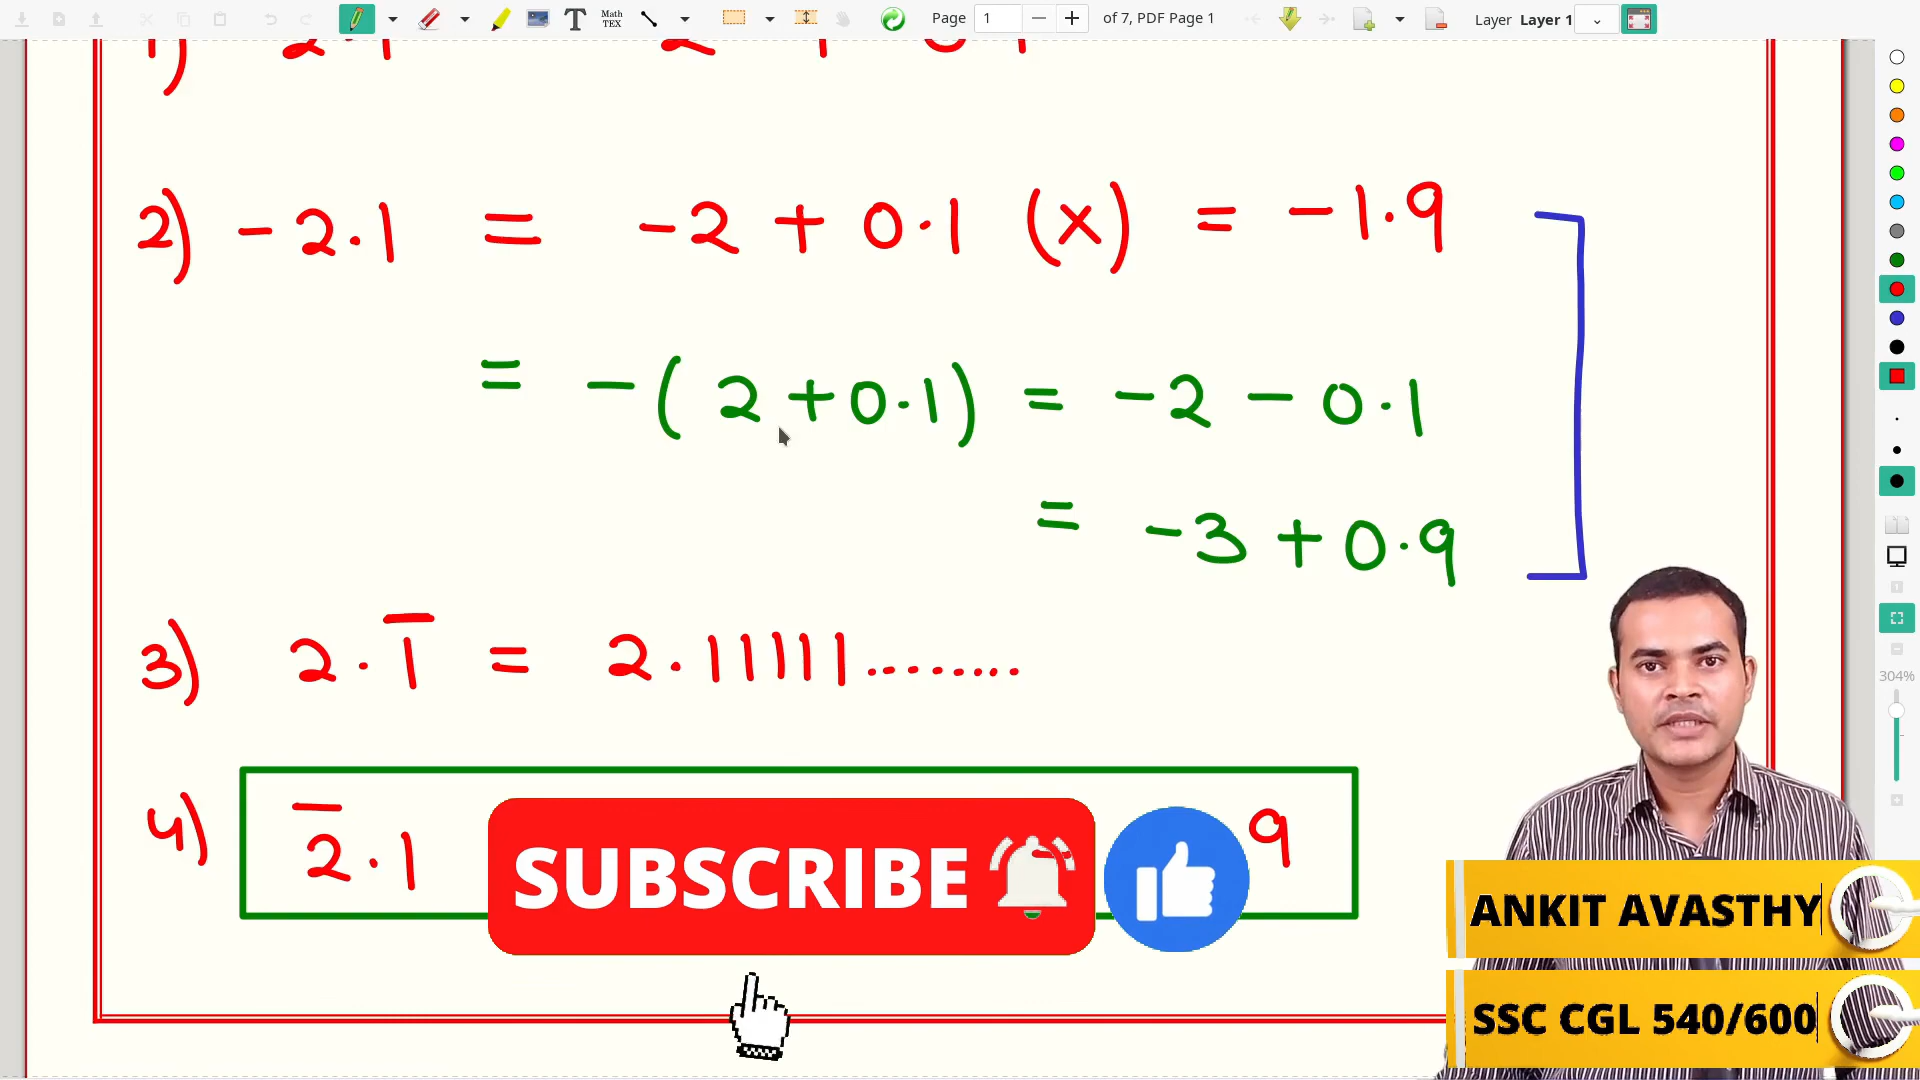 Page 1 of 7, PDF Page 1 Layer Layer 1
Math TEX
2) -2.1 = -2 + 0.1 (x) = -1.9
= -( 2 + 0.1) = -2 - 0.1
= -3 + 0.9
304%
3) 2.1̅ = 2.11111........
4) 2̅.1
9
SUBSCRIBE
ANKIT AVASTHY
SSC CGL 540/600